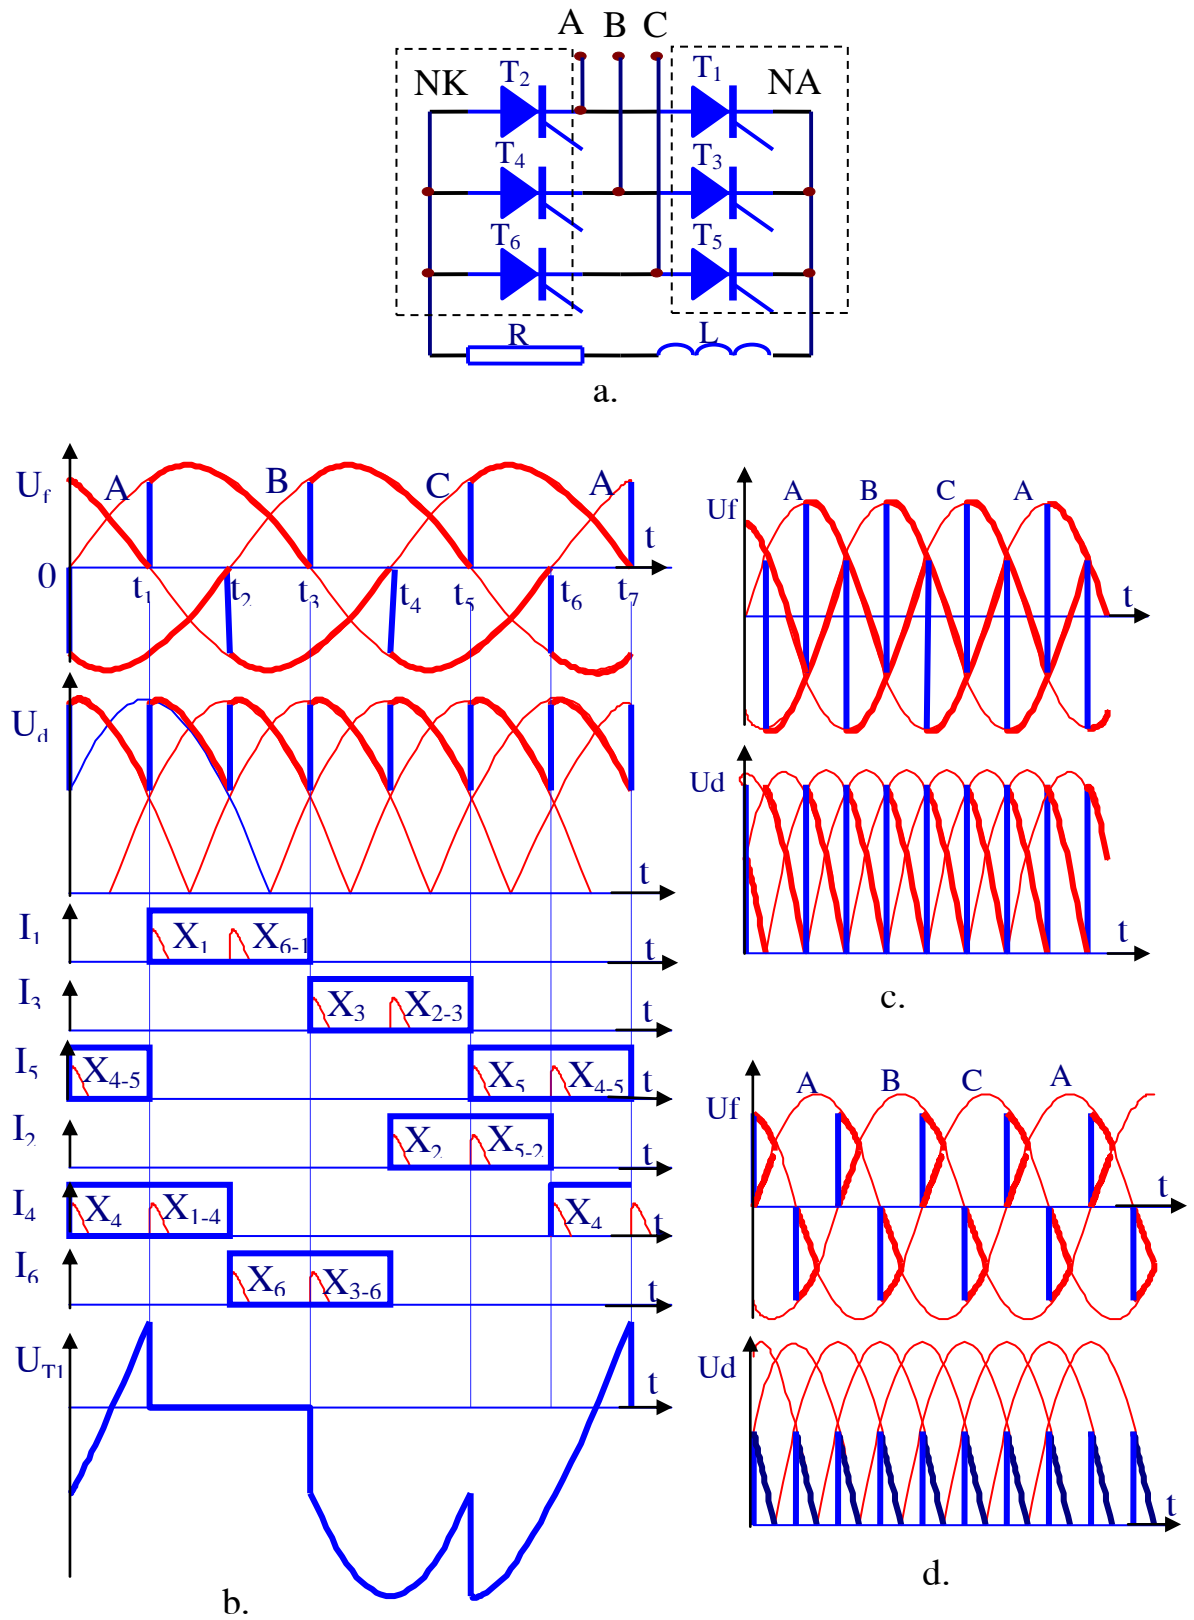 A B C
NK T2 T1 NA
T4 T3
T6 T5
R L
a.
Uf A B C A
t
0 t1 t2 t3 t4 t5 t6 t7
Ud
t
I1 X1 X6-1 t
I3 X3 X2-3 t
I5 X4-5 X5 X4-5 t
I2 X2 X5-2 t
I4 X4 X1-4 X4 t
I6 X6 X3-6 t
UT1 t
b.
A B C A
Uf
t
Ud
t
c.
A B C A
Uf
t
Ud
t
d.